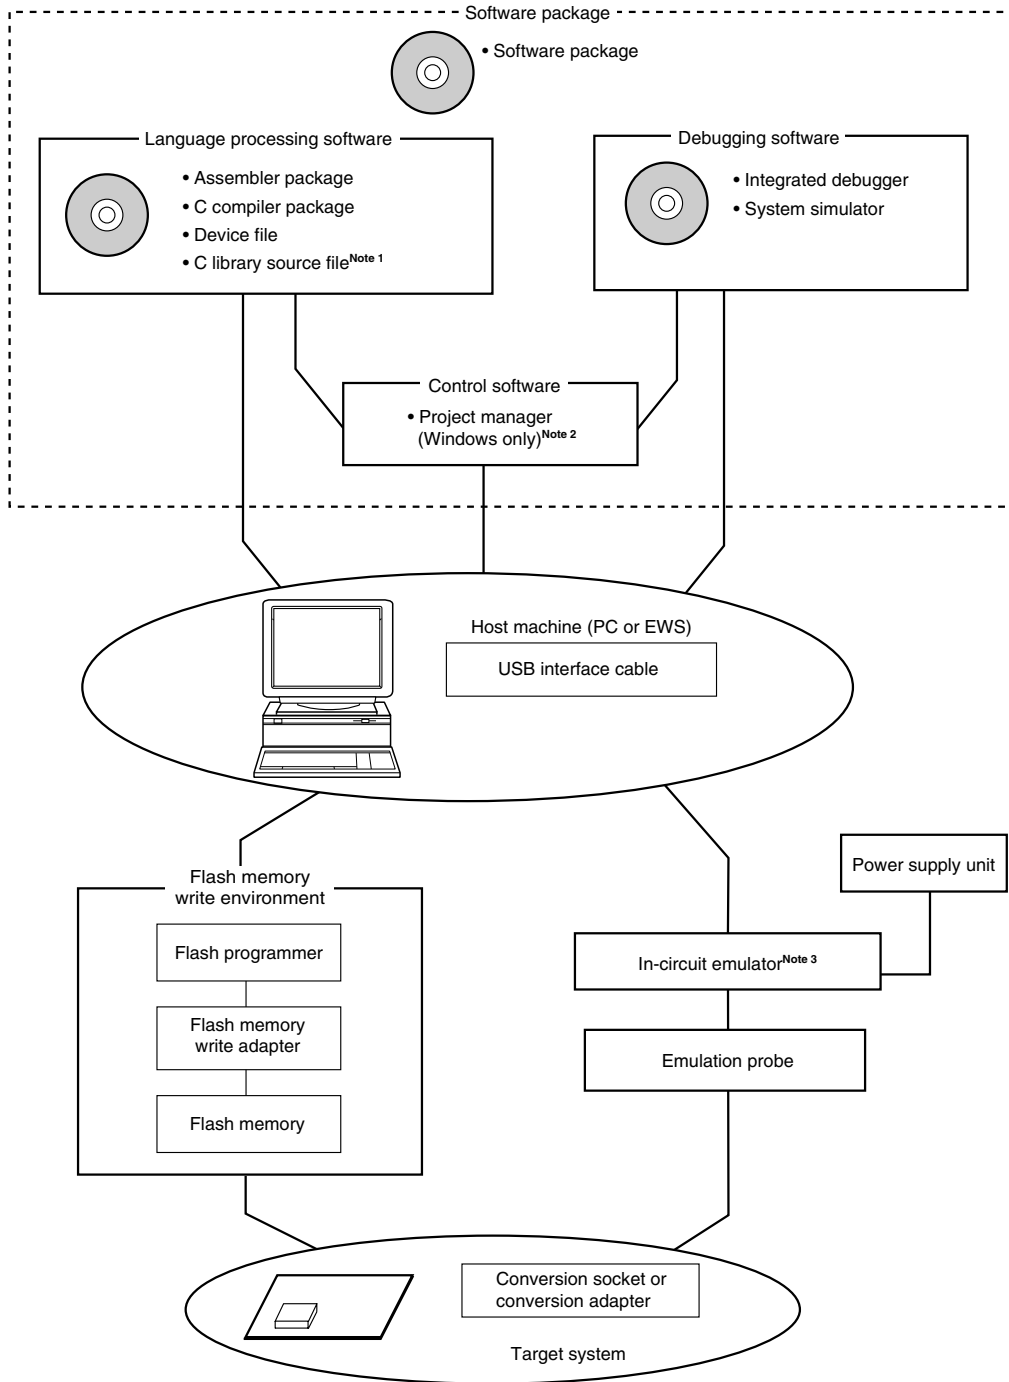 Software package
• Software package
Language processing software
• Assembler package
• C compiler package
• Device file
• C library source fileNote 1
Debugging software
• Integrated debugger
• System simulator
Control software
• Project manager
(Windows only)Note 2
Host machine (PC or EWS)
USB interface cable
Flash memory
write environment
Flash programmer
Flash memory
write adapter
Flash memory
Power supply unit
In-circuit emulatorNote 3
Emulation probe
Conversion socket or
conversion adapter
Target system